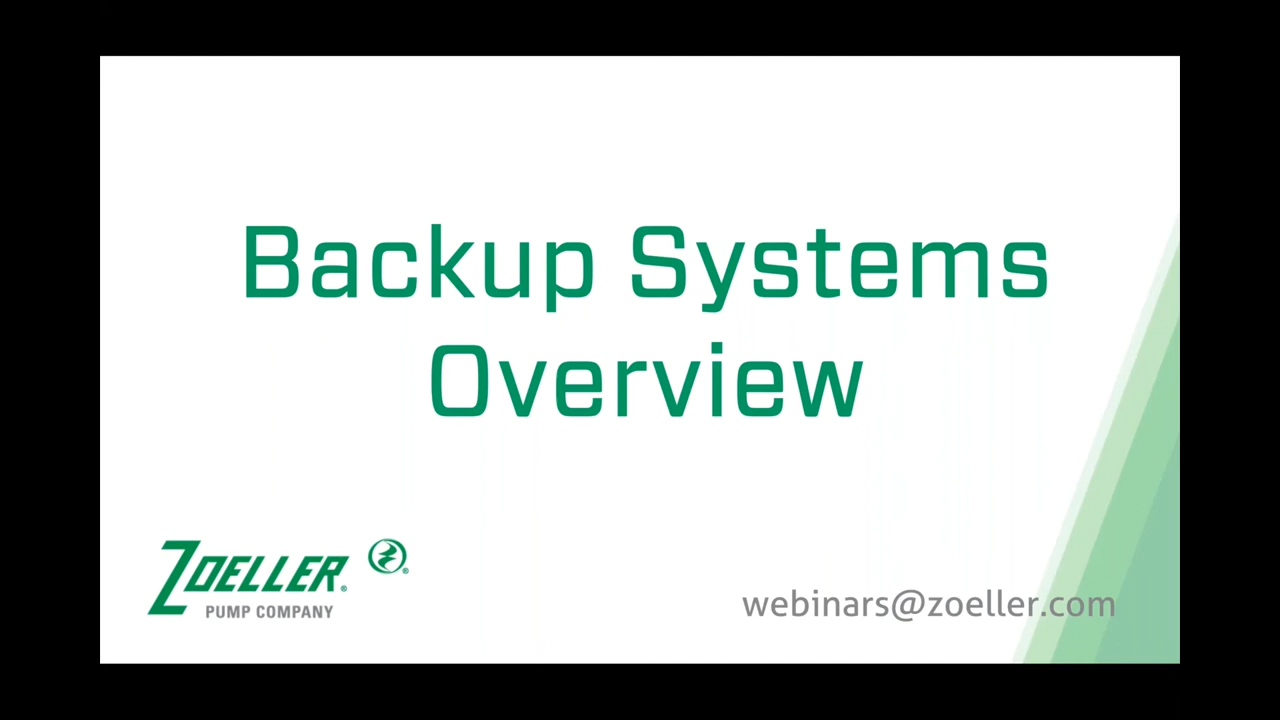 Backup Systems
Overview
ZOELLER®
PUMP COMPANY
webinars@zoeller.com